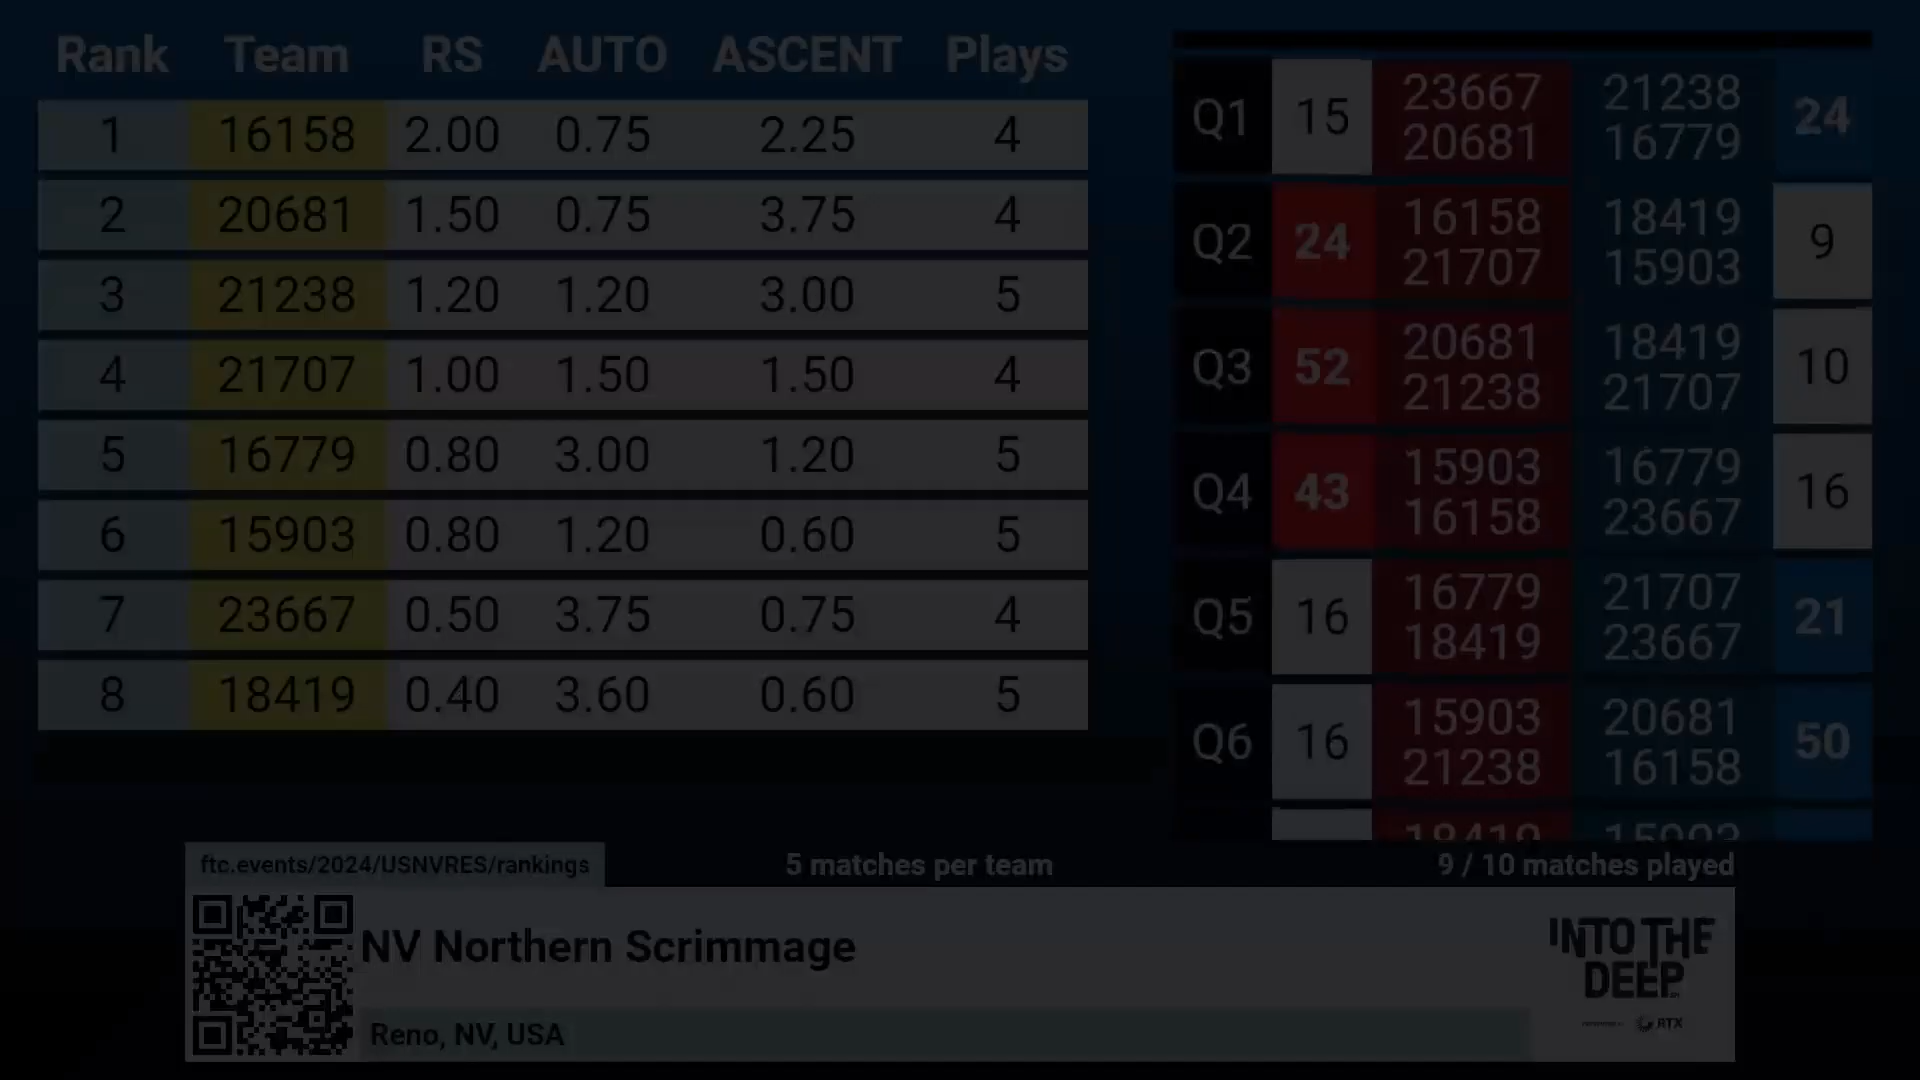 Rank Team RS AUTO ASCENT Plays
1 16158 2.00 0.75 2.25 4
2 20681 1.50 0.75 3.75 4
3 21238 1.20 1.20 3.00 5
4 21707 1.00 1.50 1.50 4
5 16779 0.80 3.00 1.20 5
6 15903 0.80 1.20 0.60 5
7 23667 0.50 3.75 0.75 4
8 18419 0.40 3.60 0.60 5
Q1 15 23667 21238 24
20681 16779
Q2 24 16158 18419 9
21707 15903
Q3 52 20681 18419 10
21238 21707
Q4 43 15903 16779 16
16158 23667
Q5 16 16779 21707 21
18419 23667
Q6 16 15903 20681 50
21238 16158
18419 15903
ftc.events/2024/USNVRES/rankings
5 matches per team
9 / 10 matches played
NV Northern Scrimmage
Reno, NV, USA
INTO THE
DEEP
RTX